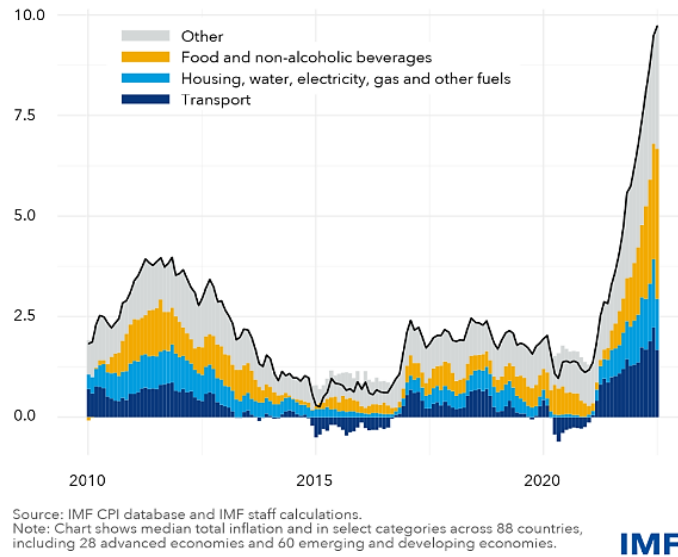 10.0
Other
Food and non-alcoholic beverages
Housing, water, electricity, gas and other fuels
Transport
7.5
5.0
2.5
0.0
2010
2015
2020
Source: IMF CPI database and IMF staff calculations.
Note: Chart shows median total inflation and in select categories across 88 countries,
including 28 advanced economies and 60 emerging and developing economies.
IMF